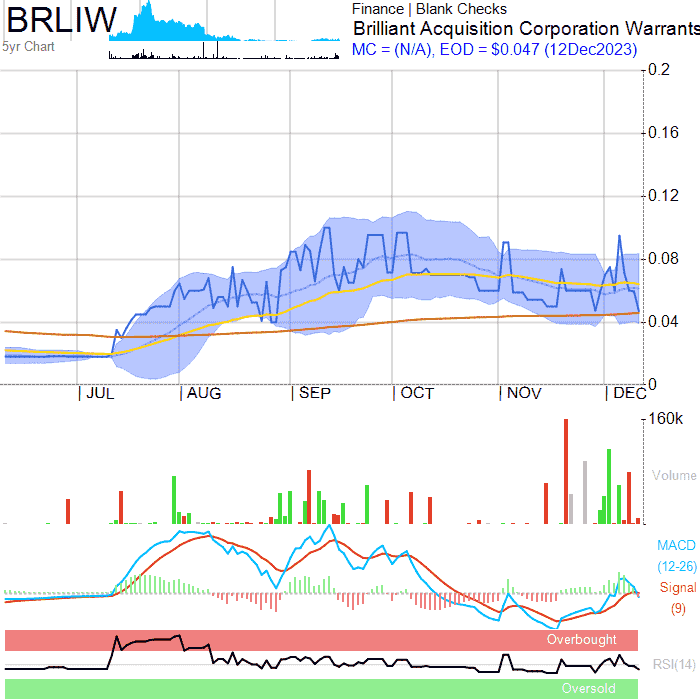 BRLIW
5yr Chart
Finance | Blank Checks
Brilliant Acquisition Corporation Warrants
MC = (N/A), EOD = $0.047 (12Dec2023)
0.2
0.16
0.12
0.08
0.04
0
| JUL | AUG | SEP | OCT | NOV | DEC
160k
Volume
MACD
(12-26)
Signal
(9)
Overbought
RSI(14)
Oversold